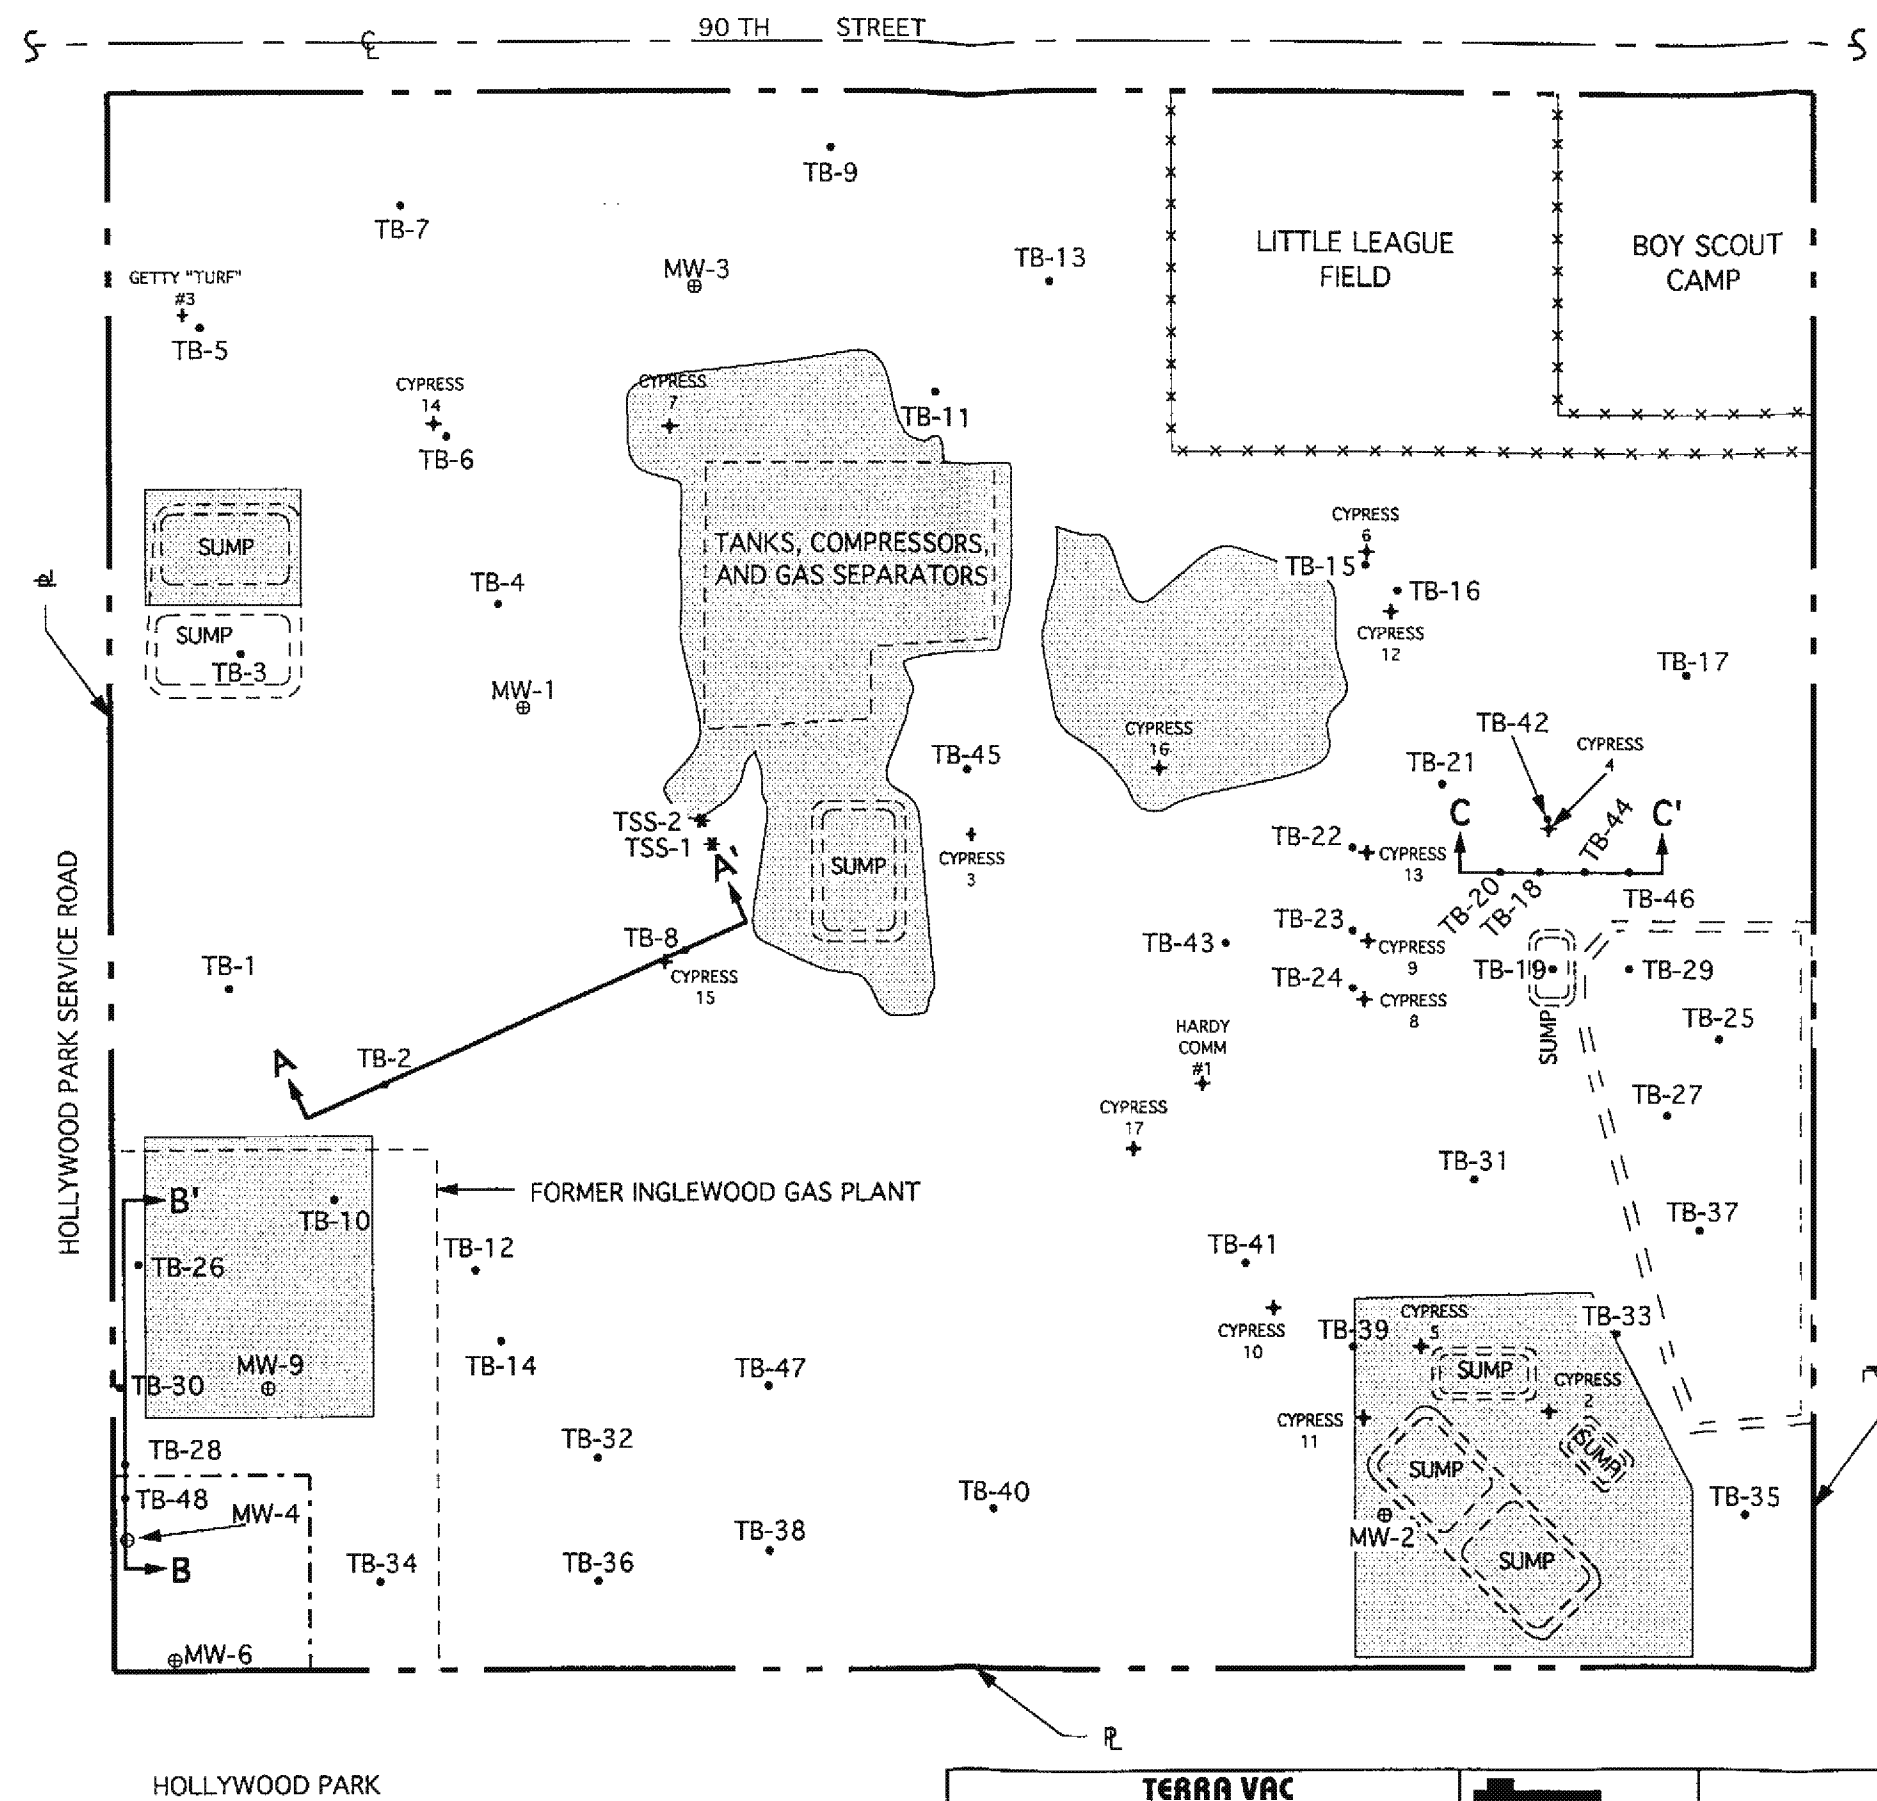 90 TH STREET
TB-9
TB-7
LITTLE LEAGUE
FIELD
BOY SCOUT
CAMP
TB-13
MW-3
GETTY "TURF"
#3
TB-5
CYPRESS
14
TB-6
CYPRESS
7
TB-11
SUMP
TANKS, COMPRESSORS,
AND GAS SEPARATORS
CYPRESS
6
TB-15
TB-16
CYPRESS
12
TB-4
SUMP
TB-3
MW-1
TB-17
TB-42
CYPRESS
4
CYPRESS
16
TB-45
TB-21
C
C'
TB-44
TSS-2
TSS-1
A'
SUMP
CYPRESS
3
TB-22
CYPRESS
13
TB-20
TB-18
TB-46
TB-23
CYPRESS
9
TB-43
TB-8
CYPRESS
15
TB-1
TB-24
CYPRESS
8
TB-19
SUMP
TB-29
TB-25
HOLLYWOOD PARK SERVICE ROAD
HARDY
COMM
#1
A
TB-2
CYPRESS
17
TB-27
TB-31
B'
TB-10
FORMER INGLEWOOD GAS PLANT
TB-37
TB-12
TB-41
TB-26
CYPRESS
5
TB-33
CYPRESS
10
TB-39
TB-14
MW-9
TB-47
SUMP
CYPRESS
2
TB-30
CYPRESS
11
TB-32
TB-28
SUMP
SUMP
TB-48
MW-4
TB-40
TB-35
TB-38
MW-2
B
TB-34
TB-36
SUMP
MW-6
PL
HOLLYWOOD PARK
TERRA VAC